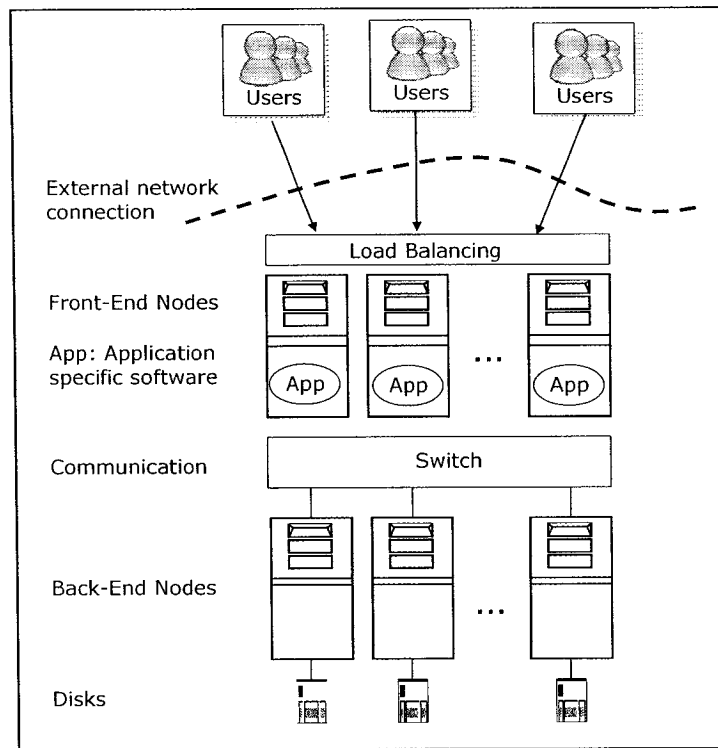 Users
Users
Users
External network
connection
Load Balancing
Front-End Nodes
App: Application
specific software
App
App
...
App
Communication
Switch
Back-End Nodes
...
Disks